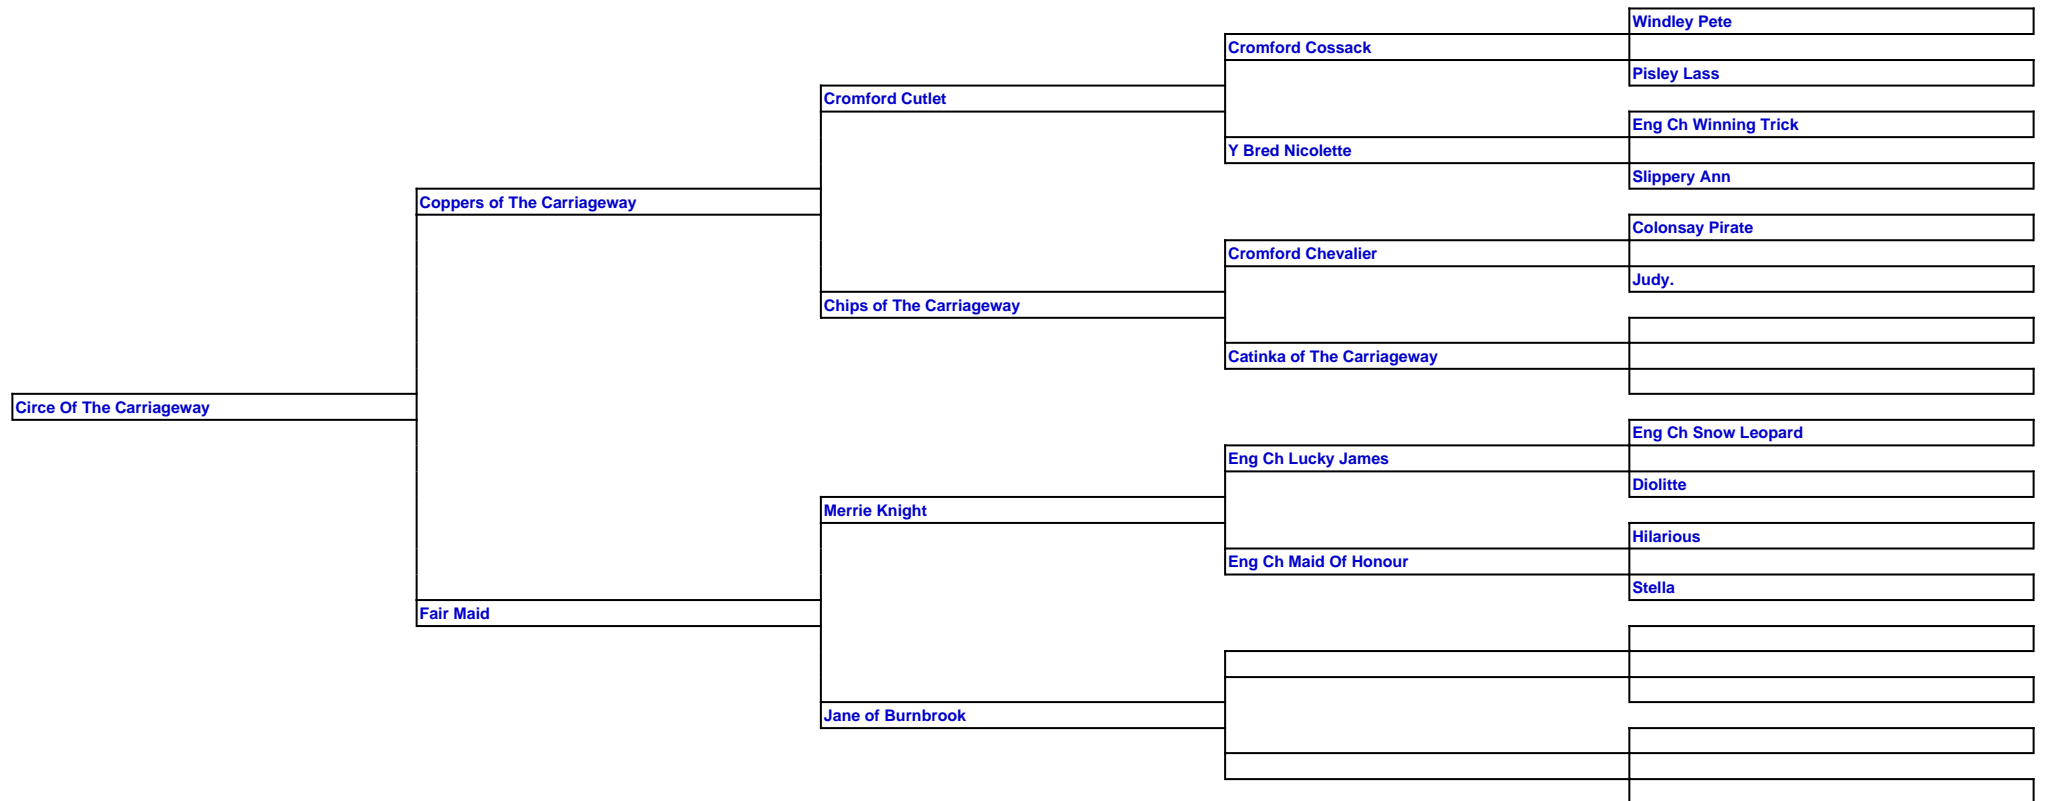 Windley Pete
Cromford Cossack
Pisley Lass
Cromford Cutlet
Eng Ch Winning Trick
Y Bred Nicolette
Slippery Ann
Coppers of The Carriageway
Colonsay Pirate
Cromford Chevalier
Judy.
Chips of The Carriageway
Catinka of The Carriageway
Circe Of The Carriageway
Eng Ch Snow Leopard
Eng Ch Lucky James
Diolitte
Merrie Knight
Hilarious
Eng Ch Maid Of Honour
Stella
Fair Maid
Jane of Burnbrook